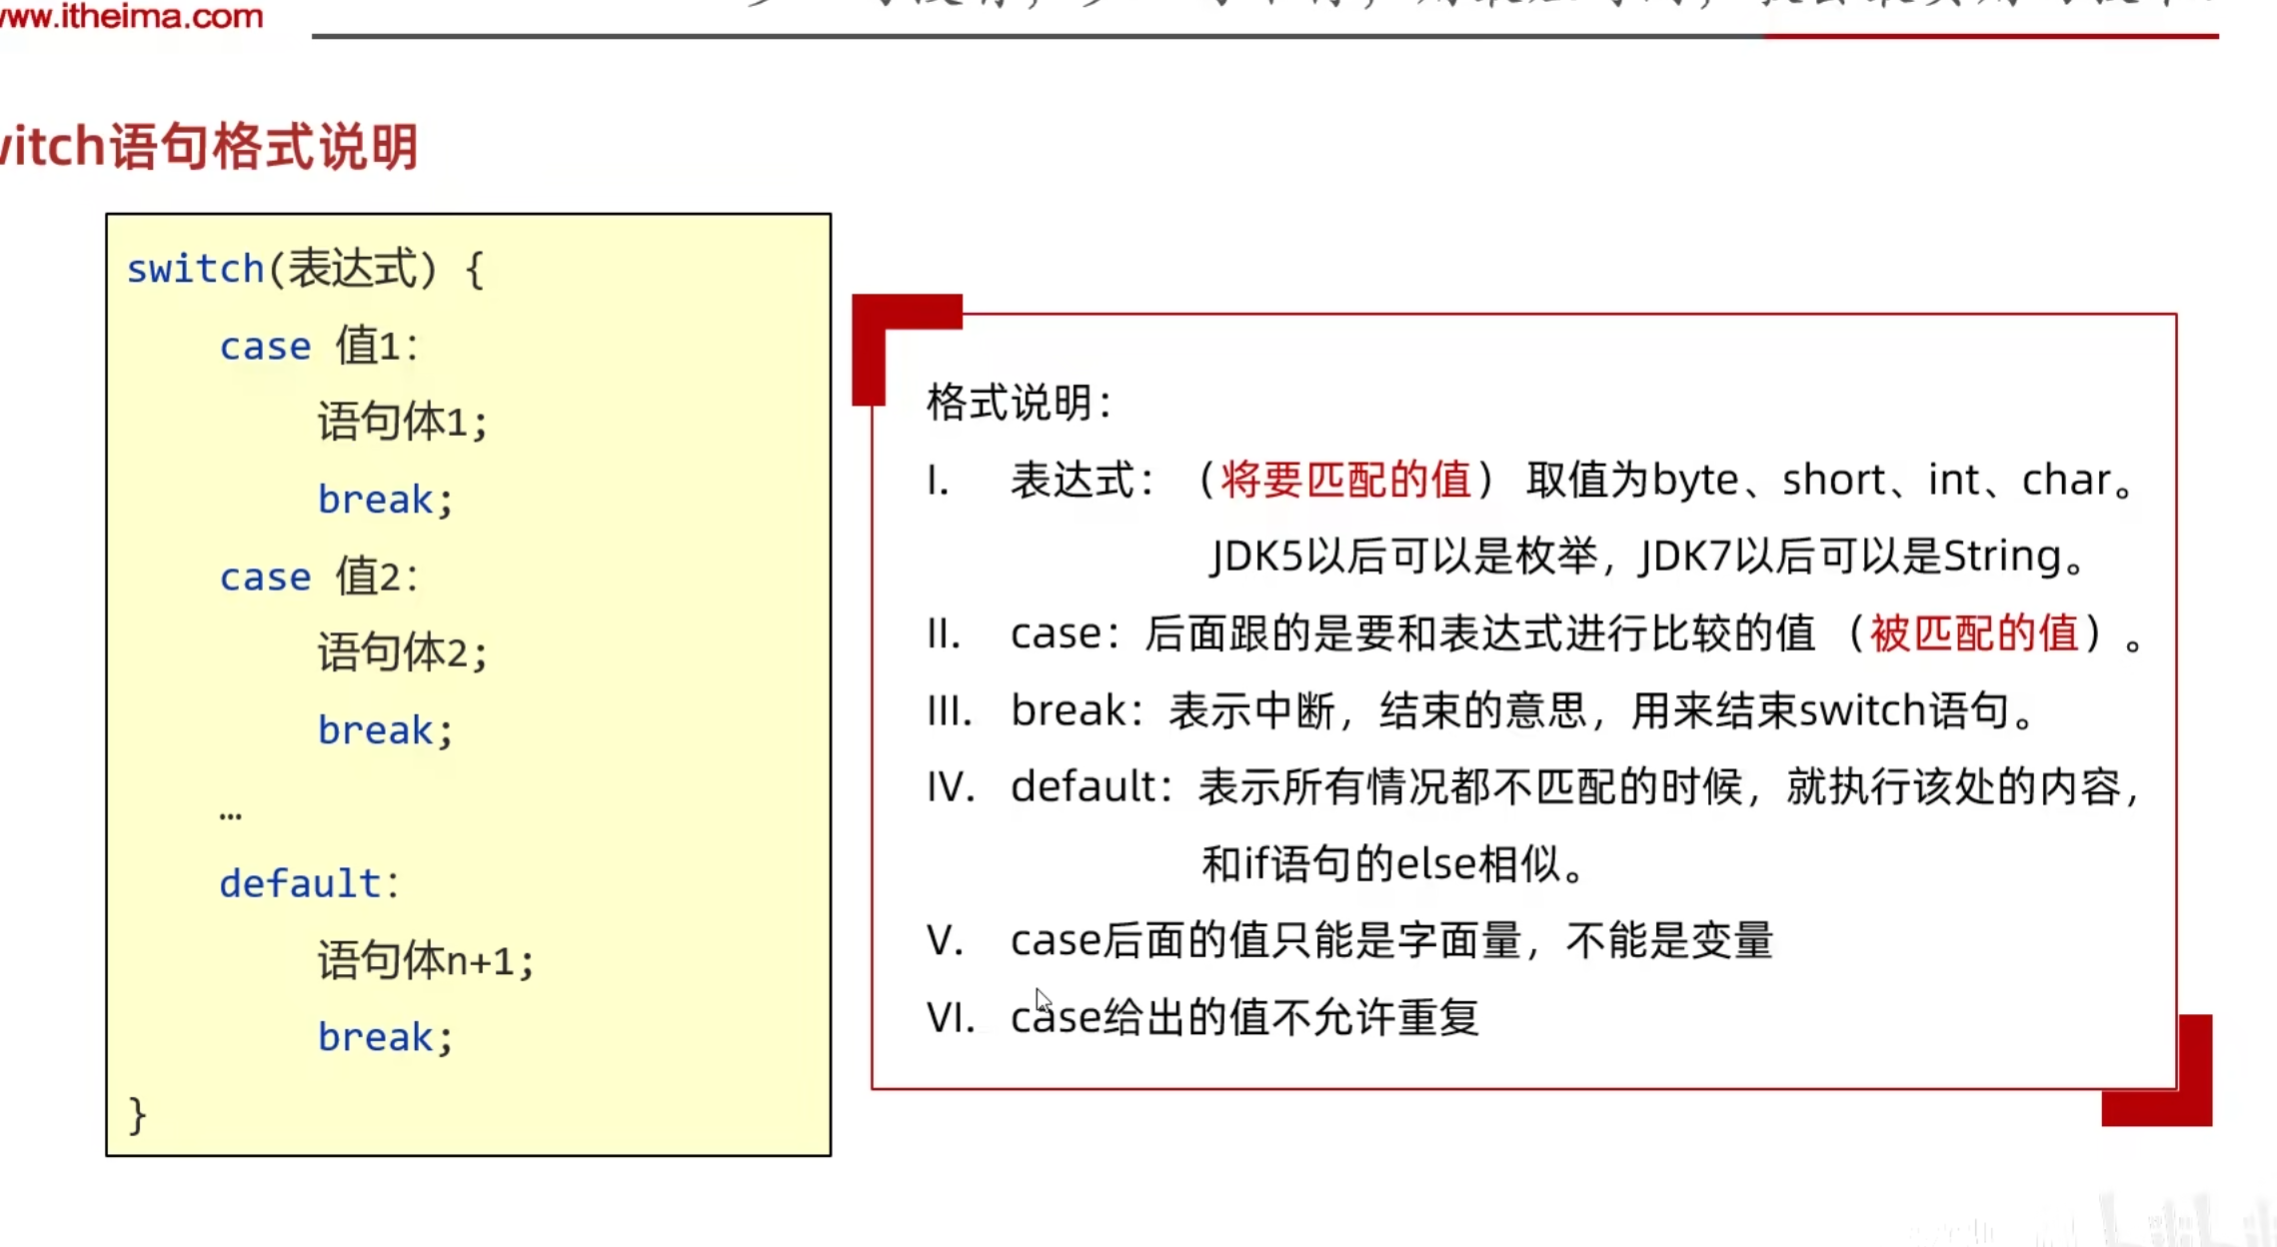 www.itheima.com
witch语句格式说明
switch(表达式) {
case 值1:
语句体1;
break;
case 值2:
语句体2;
break;
…
default:
语句体n+1;
break;
}
格式说明：
I. 表达式：（将要匹配的值） 取值为byte、short、int、char。
JDK5以后可以是枚举，JDK7以后可以是String。
II. case：后面跟的是要和表达式进行比较的值 （被匹配的值）。
III. break：表示中断，结束的意思，用来结束switch语句。
IV. default：表示所有情况都不匹配的时候，就执行该处的内容，
和if语句的else相似。
V. case后面的值只能是字面量，不能是变量
VI. case给出的值不允许重复